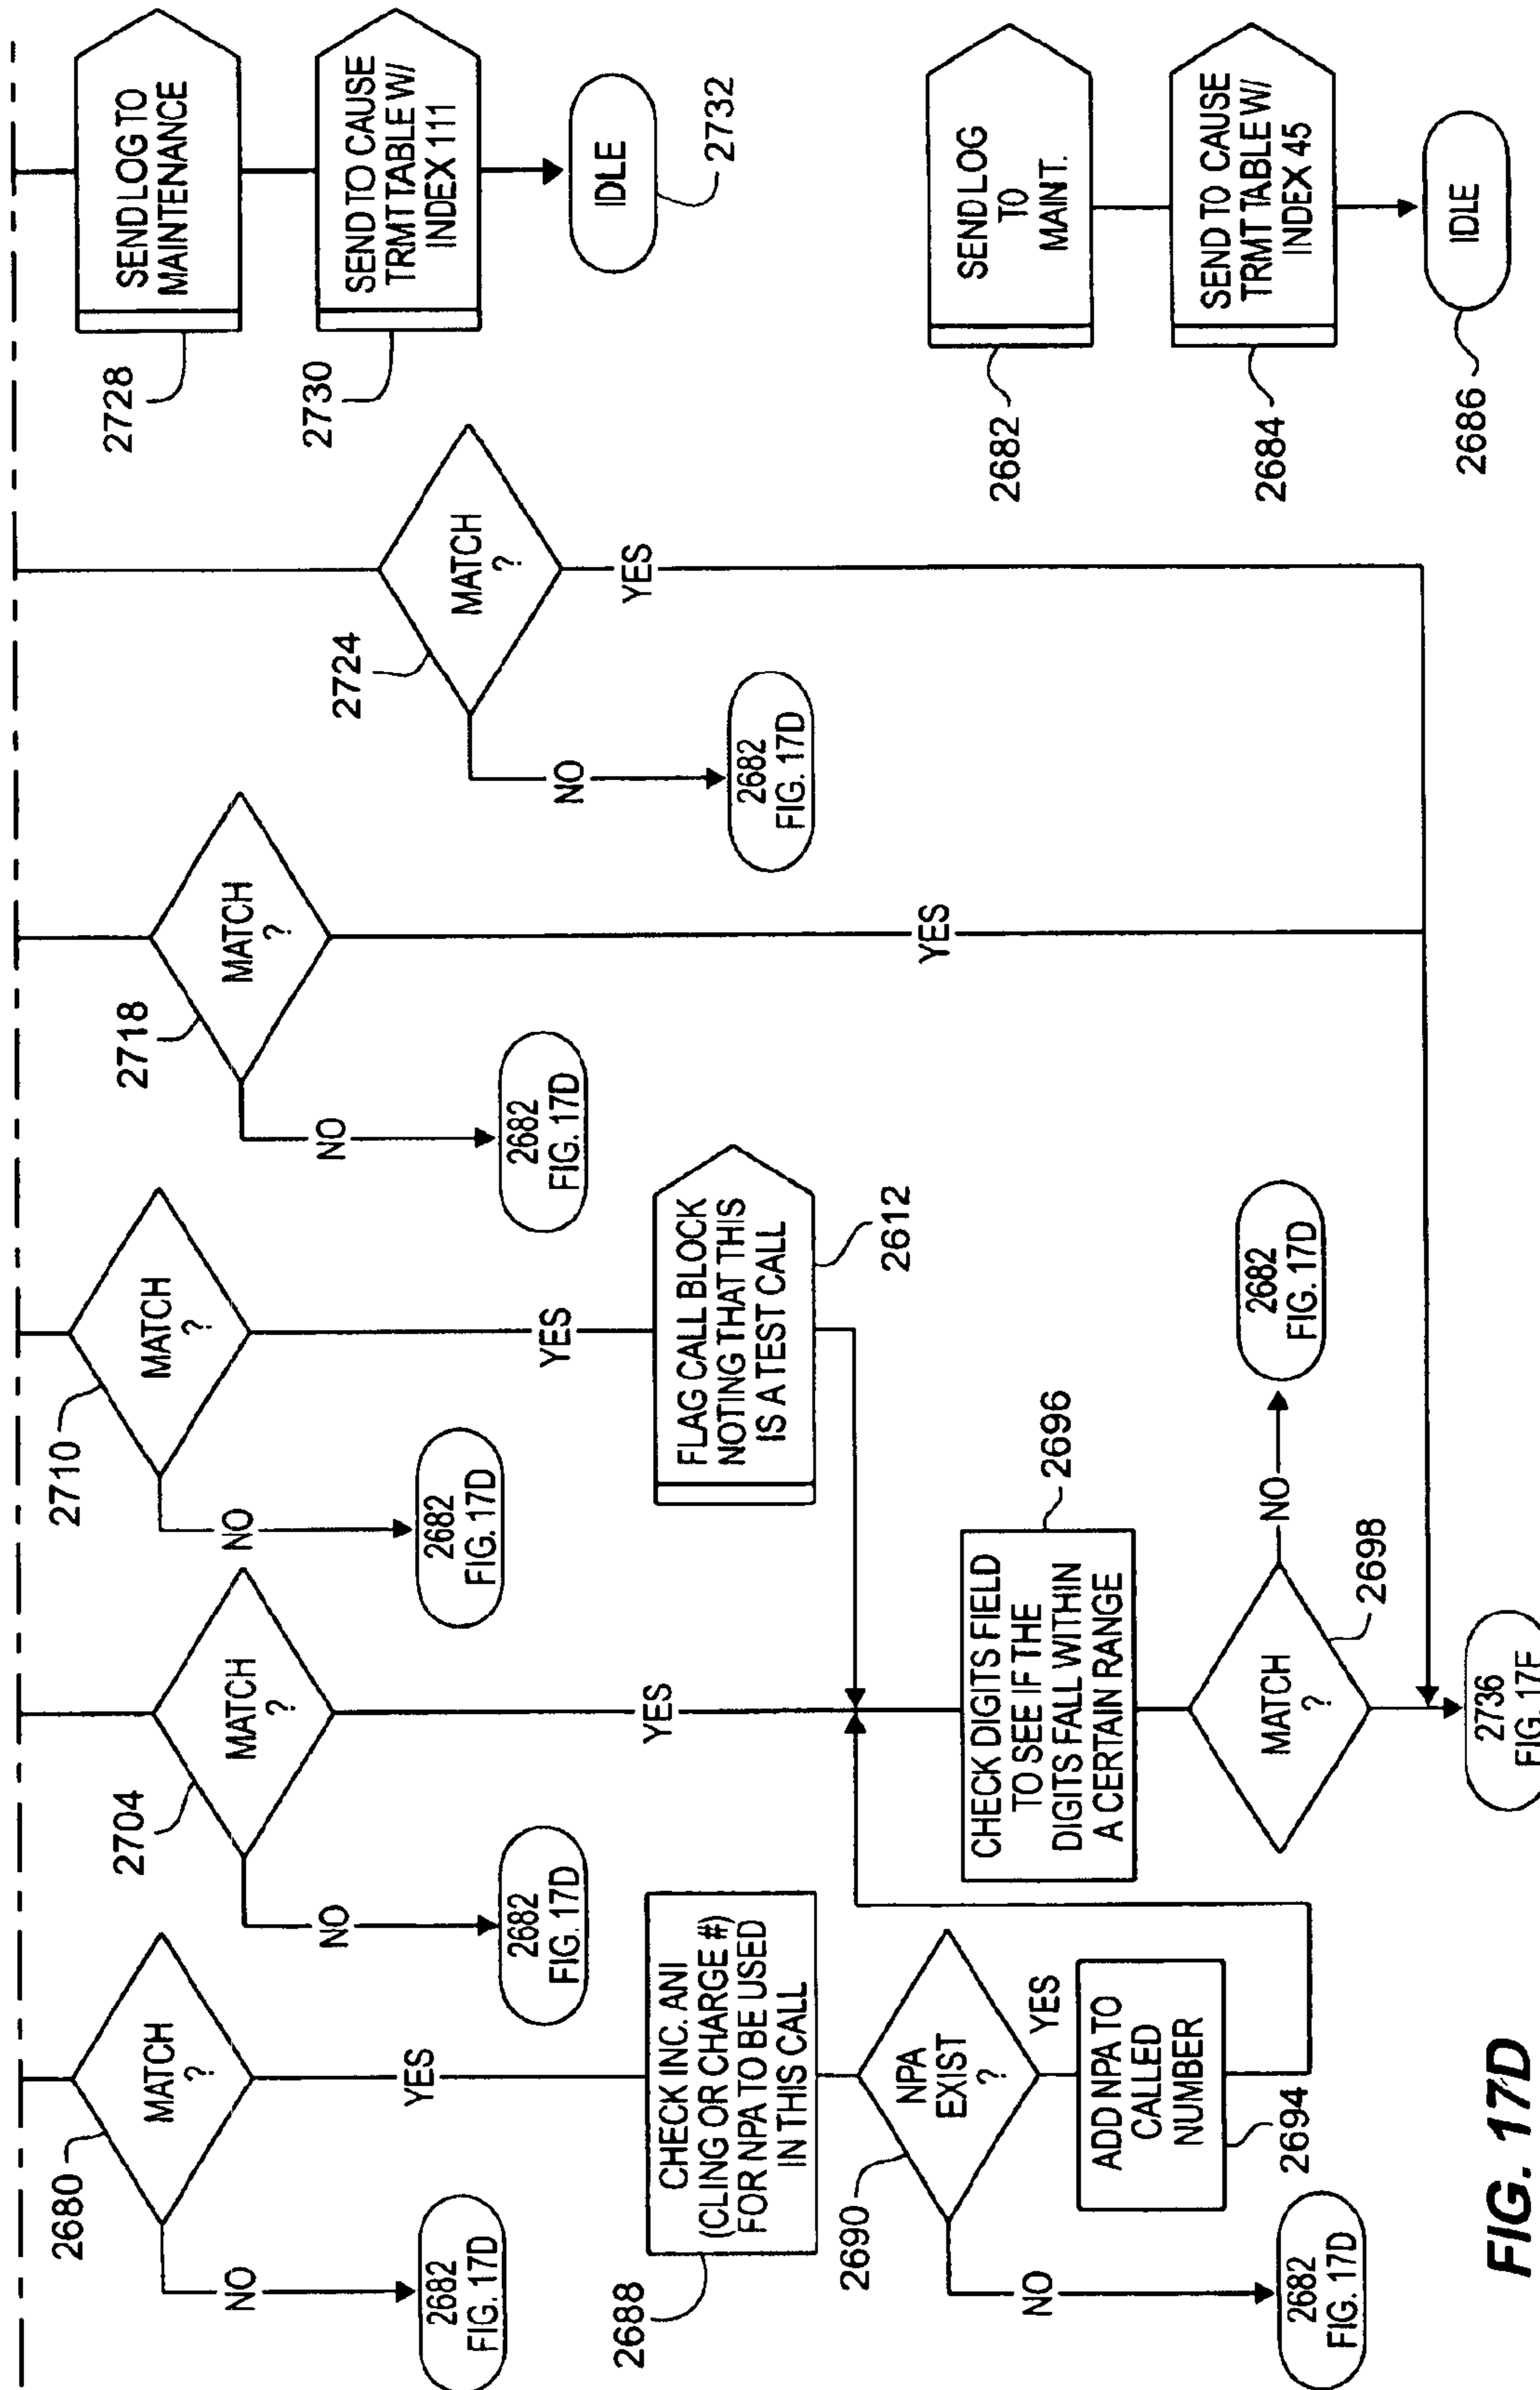 2680
MATCH
?
NO
2682
FIG. 17D
YES
2688
CHECK INC. ANI
(CLING OR CHARGE #)
FOR NPA TO BE USED
IN THIS CALL
2690
NPA
EXIST
?
NO
2682
FIG. 17D
YES
ADD NPA TO
CALLED
NUMBER
2694
2704
MATCH
?
NO
2682
FIG. 17D
YES
2710
MATCH
?
NO
2682
FIG. 17D
YES
FLAG CALL BLOCK
NOTING THAT THIS
IS A TEST CALL
2612
CHECK DIGITS FIELD
TO SEE IF THE
DIGITS FALL WITHIN
A CERTAIN RANGE
2696
MATCH
?
2698
NO
2682
FIG. 17D
2736
2718
MATCH
?
NO
2682
FIG. 17D
YES
2724
MATCH
?
NO
2682
FIG. 17D
YES
2728
SEND LOG TO
MAINTENANCE
2730
SEND TO CAUSE
TRMT TABLE W/
INDEX 111
IDLE
2732
2682
SEND LOG
TO
MAINT.
2684
SEND TO CAUSE
TRMT TABLE W/
INDEX 45
2686
IDLE
FIG. 17D